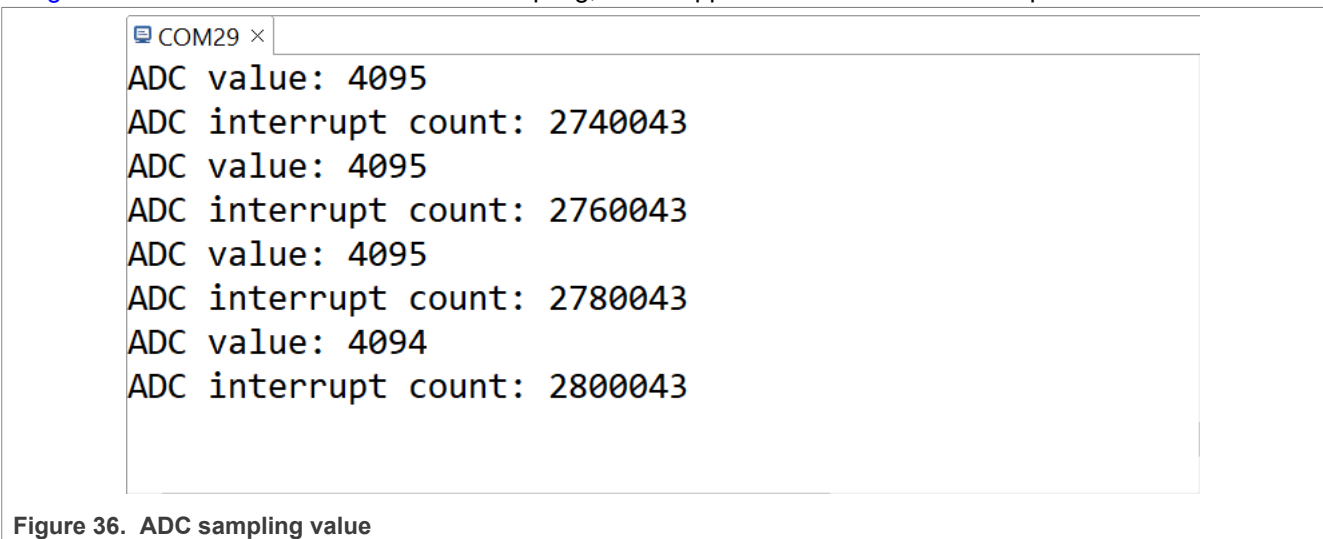 COM29 ×
ADC value: 4095
ADC interrupt count: 2740043
ADC value: 4095
ADC interrupt count: 2760043
ADC value: 4095
ADC interrupt count: 2780043
ADC value: 4094
ADC interrupt count: 2800043
Figure 36. ADC sampling value